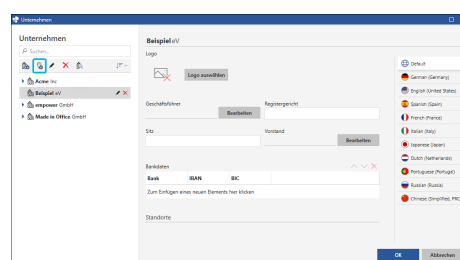 Unternehmen
Unternehmen
Suchen...
Acme Inc
Beispiel eV
empower GmbH
Made in Office GmbH
Beispiel eV
Logo
Logo auswählen
Geschäftsführer
Bearbeiten
Registergericht
Sitz
Vorstand
Bearbeiten
Bankdaten
Bank IBAN BIC
Zum Einfügen eines neuen Elements hier klicken
Standorte
Default
German (Germany)
English (United States)
Spanish (Spain)
French (France)
Italian (Italy)
Japanese (Japan)
Dutch (Netherlands)
Portuguese (Portugal)
Russian (Russia)
Chinese (Simplified, PRC
OK Abbrechen